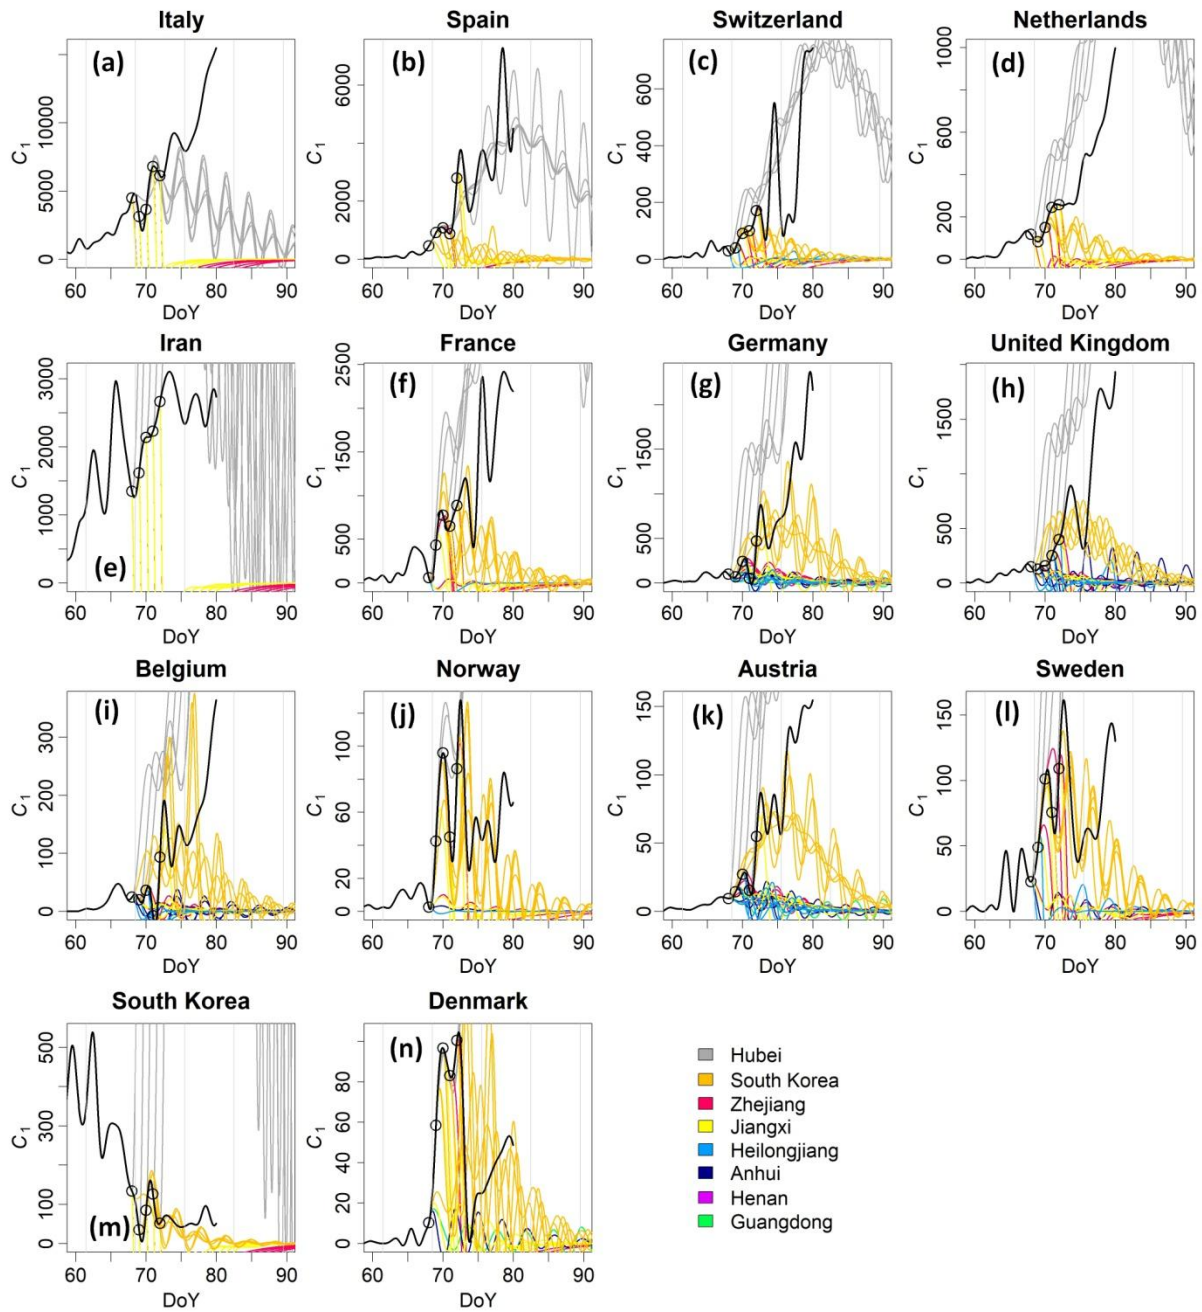 Italy Spain Switzerland Netherlands
(a) (b) (c) (d)
C1 0 5000 10000
C1 0 2000 4000 6000
C1 0 200 400 600
C1 0 200 400 600 800 1000
60 70 80 90 60 70 80 90 60 70 80 90 60 70 80 90
DoY DoY DoY DoY
Iran France Germany United Kingdom
(e) (f) (g) (h)
C1 0 1000 2000 3000
C1 0 500 1500 2500
C1 0 500 1500
C1 0 500 1500
60 70 80 90 60 70 80 90 60 70 80 90 60 70 80 90
DoY DoY DoY DoY
Belgium Norway Austria Sweden
(i) (j) (k) (l)
C1 0 100 200 300
C1 0 20 60 100
C1 0 50 100 150
C1 0 50 100 150
60 70 80 90 60 70 80 90 60 70 80 90 60 70 80 90
DoY DoY DoY DoY
South Korea Denmark
(m) (n)
C1 0 100 300 500
C1 0 20 40 60 80
60 70 80 90 60 70 80 90
DoY DoY
Hubei
South Korea
Zhejiang
Jiangxi
Heilongjiang
Anhui
Henan
Guangdong